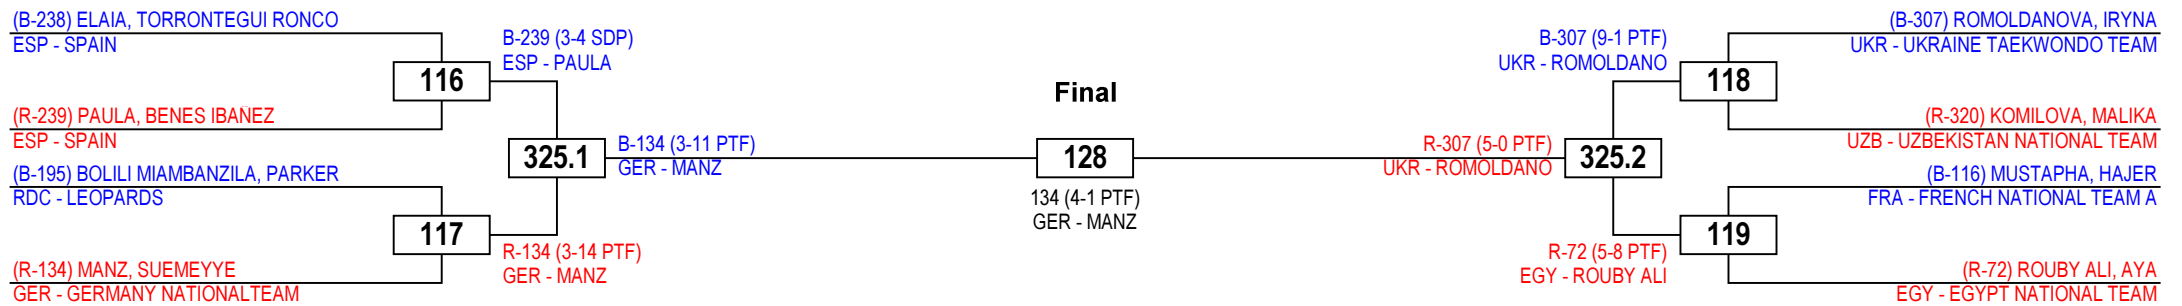 (B-238) ELAIA, TORRONTEGUI RONCO
ESP - SPAIN
116
(R-239) PAULA, BENES IBAÑEZ
ESP - SPAIN
(B-195) BOLILI MIAMBANZILA, PARKER
RDC - LEOPARDS
117
(R-134) MANZ, SUEMEYYE
GER - GERMANY NATIONALTEAM
B-239 (3-4 SDP)
ESP - PAULA
325.1
R-134 (3-14 PTF)
GER - MANZ
B-134 (3-11 PTF)
GER - MANZ
Final
128
134 (4-1 PTF)
GER - MANZ
R-307 (5-0 PTF)
UKR - ROMOLDANO
325.2
B-307 (9-1 PTF)
UKR - ROMOLDANO
R-72 (5-8 PTF)
EGY - ROUBY ALI
(B-307) ROMOLDANOVA, IRYNA
UKR - UKRAINE TAEKWONDO TEAM
118
(R-320) KOMILOVA, MALIKA
UZB - UZBEKISTAN NATIONAL TEAM
(B-116) MUSTAPHA, HAJER
FRA - FRENCH NATIONAL TEAM A
119
(R-72) ROUBY ALI, AYA
EGY - EGYPT NATIONAL TEAM